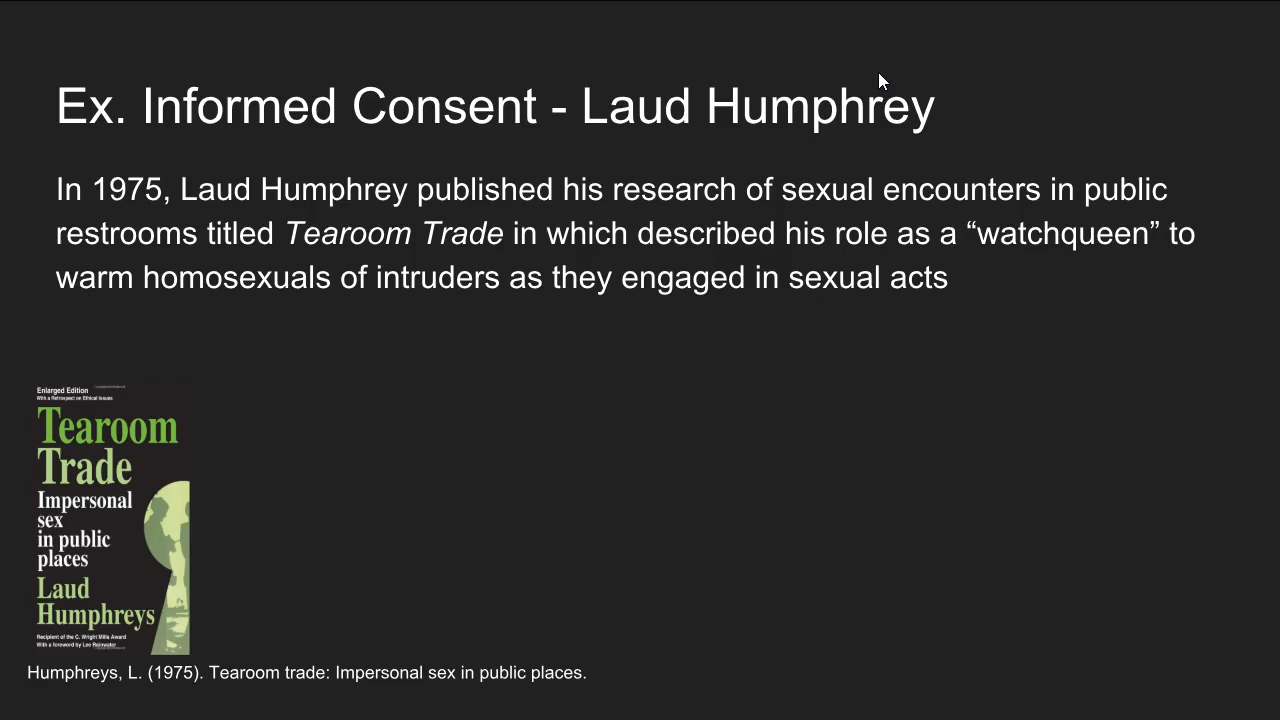 Ex. Informed Consent - Laud Humphrey
In 1975, Laud Humphrey published his research of sexual encounters in public
restrooms titled Tearoom Trade in which described his role as a “watchqueen” to
warm homosexuals of intruders as they engaged in sexual acts
Enlarged Edition
With a Retrospect on Ethical Issues
Tearoom
Trade
Impersonal
sex
in public
places
Laud
Humphreys
Recipient of the C. Wright Mills Award
With a foreword by Lee Rainwater
Humphreys, L. (1975). Tearoom trade: Impersonal sex in public places.